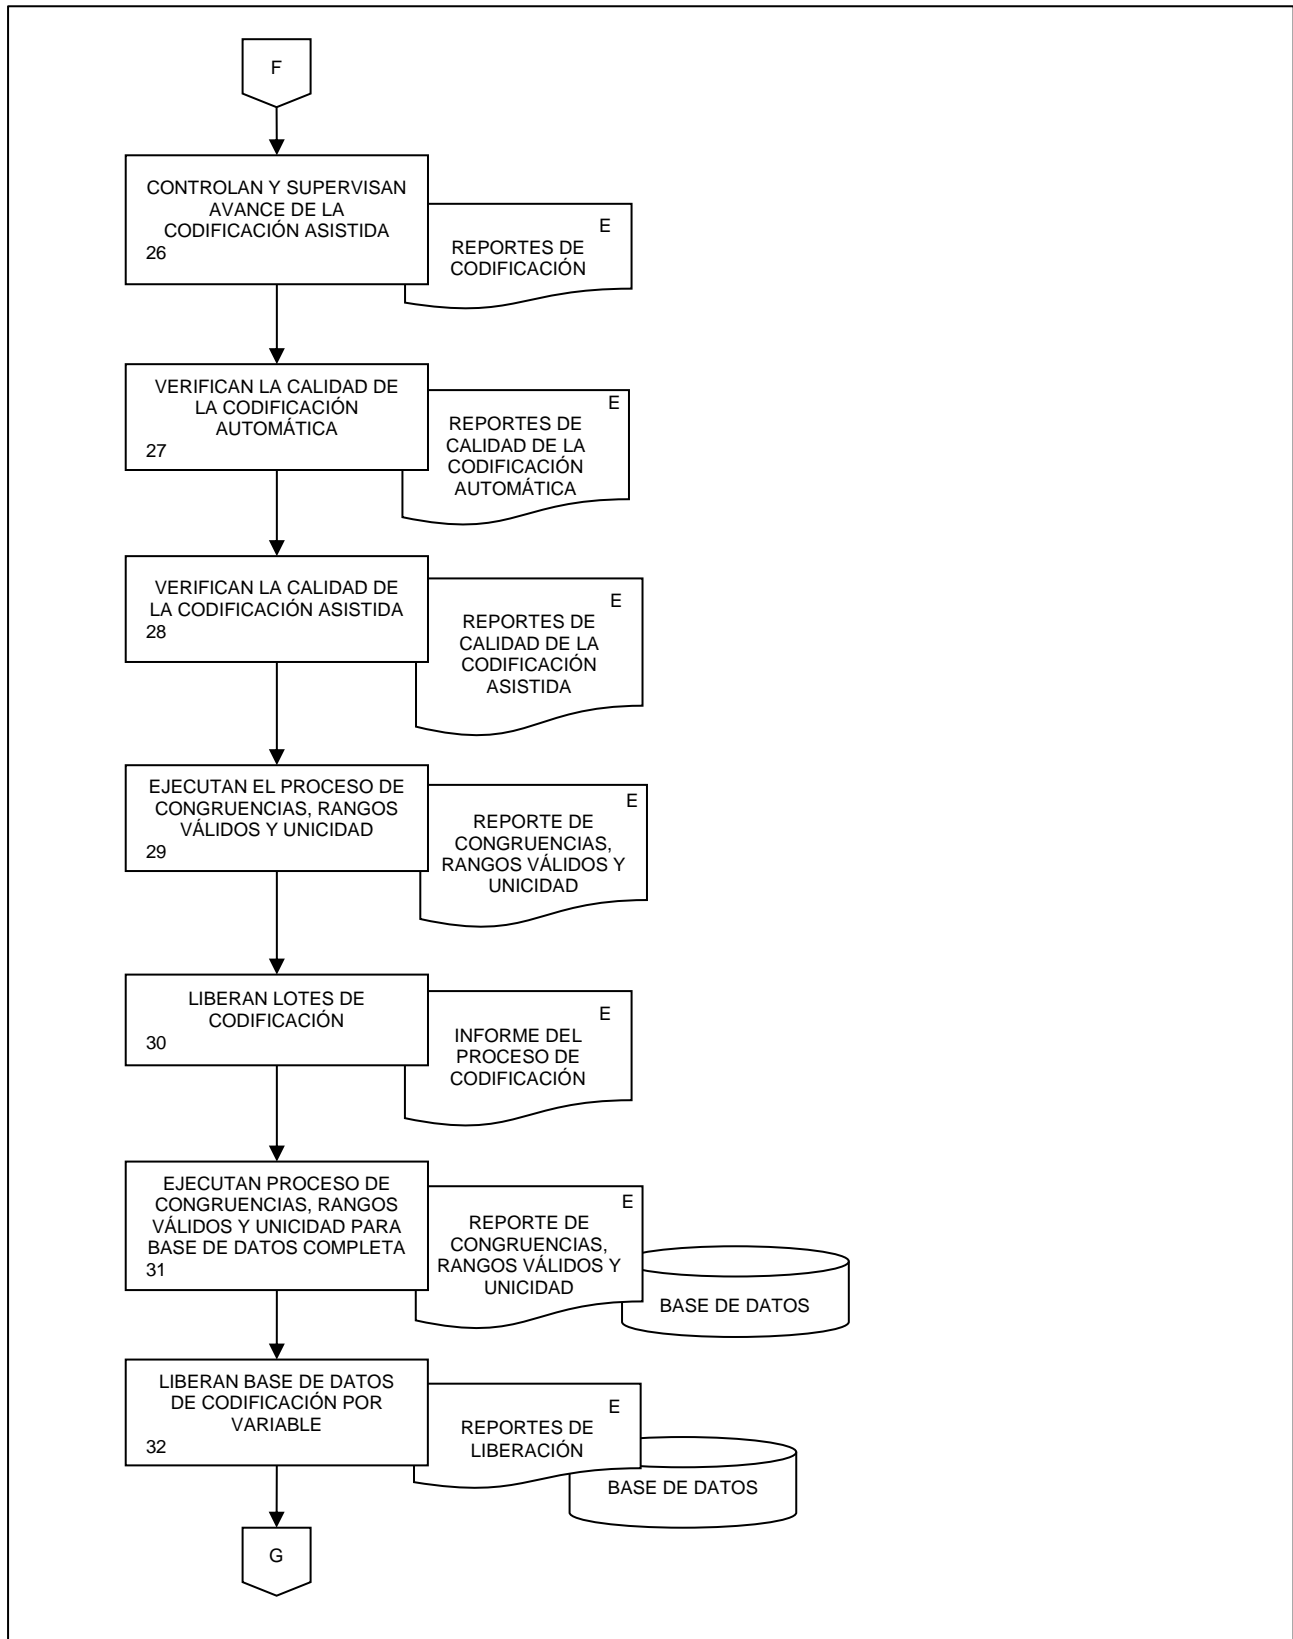 F
CONTROLAN Y SUPERVISAN
AVANCE DE LA
CODIFICACIÓN ASISTIDA
26
E
REPORTES DE
CODIFICACIÓN
VERIFICAN LA CALIDAD DE
LA CODIFICACIÓN
AUTOMÁTICA
27
E
REPORTES DE
CALIDAD DE LA
CODIFICACIÓN
AUTOMÁTICA
VERIFICAN LA CALIDAD DE
LA CODIFICACIÓN ASISTIDA
28
E
REPORTES DE
CALIDAD DE LA
CODIFICACIÓN
ASISTIDA
EJECUTAN EL PROCESO DE
CONGRUENCIAS, RANGOS
VÁLIDOS Y UNICIDAD
29
E
REPORTE DE
CONGRUENCIAS,
RANGOS VÁLIDOS Y
UNICIDAD
LIBERAN LOTES DE
CODIFICACIÓN
30
E
INFORME DEL
PROCESO DE
CODIFICACIÓN
EJECUTAN PROCESO DE
CONGRUENCIAS, RANGOS
VÁLIDOS Y UNICIDAD PARA
BASE DE DATOS COMPLETA
31
E
REPORTE DE
CONGRUENCIAS,
RANGOS VÁLIDOS Y
UNICIDAD
BASE DE DATOS
LIBERAN BASE DE DATOS
DE CODIFICACIÓN POR
VARIABLE
32
E
REPORTES DE
LIBERACIÓN
BASE DE DATOS
G